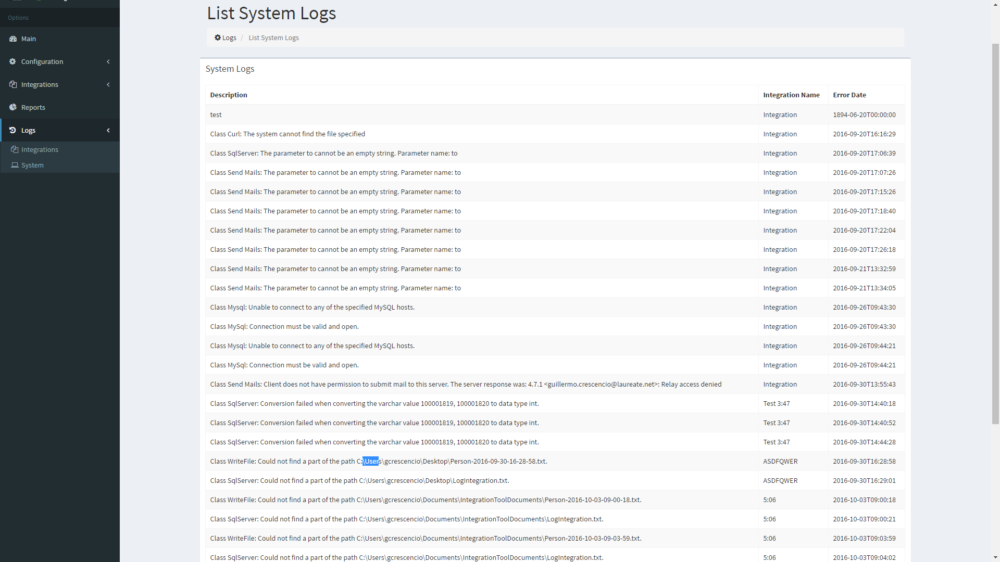 List System Logs
Options
Logs / List System Logs
Main
Configuration
System Logs
Integrations
Description Integration Name Error Date
Reports
test Integration 1894-06-20T00:00:00
Logs
Class Curl: The system cannot find the file specified Integration 2016-09-20T16:16:29
Integrations
Class SqlServer: The parameter to cannot be an empty string. Parameter name: to Integration 2016-09-20T17:06:39
System
Class Send Mails: The parameter to cannot be an empty string. Parameter name: to Integration 2016-09-20T17:07:26
Class Send Mails: The parameter to cannot be an empty string. Parameter name: to Integration 2016-09-20T17:15:26
Class Send Mails: The parameter to cannot be an empty string. Parameter name: to Integration 2016-09-20T17:18:40
Class Send Mails: The parameter to cannot be an empty string. Parameter name: to Integration 2016-09-20T17:22:04
Class Send Mails: The parameter to cannot be an empty string. Parameter name: to Integration 2016-09-20T17:26:18
Class Send Mails: The parameter to cannot be an empty string. Parameter name: to Integration 2016-09-21T13:32:59
Class Send Mails: The parameter to cannot be an empty string. Parameter name: to Integration 2016-09-21T13:34:05
Class Mysql: Unable to connect to any of the specified MySQL hosts. Integration 2016-09-26T09:43:30
Class MySql: Connection must be valid and open. Integration 2016-09-26T09:43:30
Class Mysql: Unable to connect to any of the specified MySQL hosts. Integration 2016-09-26T09:44:21
Class MySql: Connection must be valid and open. Integration 2016-09-26T09:44:21
Class Send Mails: Client does not have permission to submit mail to this server. The server response was: 4.7.1 <guillermo.crescencio@laureate.net>: Relay access denied Integration 2016-09-30T13:55:43
Class SqlServer: Conversion failed when converting the varchar value 100001819, 100001820 to data type int. Test 3:47 2016-09-30T14:40:18
Class SqlServer: Conversion failed when converting the varchar value 100001819, 100001820 to data type int. Test 3:47 2016-09-30T14:40:52
Class SqlServer: Conversion failed when converting the varchar value 100001819, 100001820 to data type int. Test 3:47 2016-09-30T14:44:28
Class WriteFile: Could not find a part of the path C:\Users\gcrescencio\Desktop\Person-2016-09-30-16-28-58.txt. ASDFQWER 2016-09-30T16:28:58
Class SqlServer: Could not find a part of the path C:\Users\gcrescencio\Desktop\LogIntegration.txt. ASDFQWER 2016-09-30T16:29:01
Class WriteFile: Could not find a part of the path C:\Users\gcrescencio\Documents\IntegrationToolDocuments\Person-2016-10-03-09-00-18.txt. 5:06 2016-10-03T09:00:18
Class SqlServer: Could not find a part of the path C:\Users\gcrescencio\Documents\IntegrationToolDocuments\LogIntegration.txt. 5:06 2016-10-03T09:00:21
Class WriteFile: Could not find a part of the path C:\Users\gcrescencio\Documents\IntegrationToolDocuments\Person-2016-10-03-09-03-59.txt. 5:06 2016-10-03T09:03:59
Class SqlServer: Could not find a part of the path C:\Users\gcrescencio\Documents\IntegrationToolDocuments\LogIntegration.txt. 5:06 2016-10-03T09:04:02